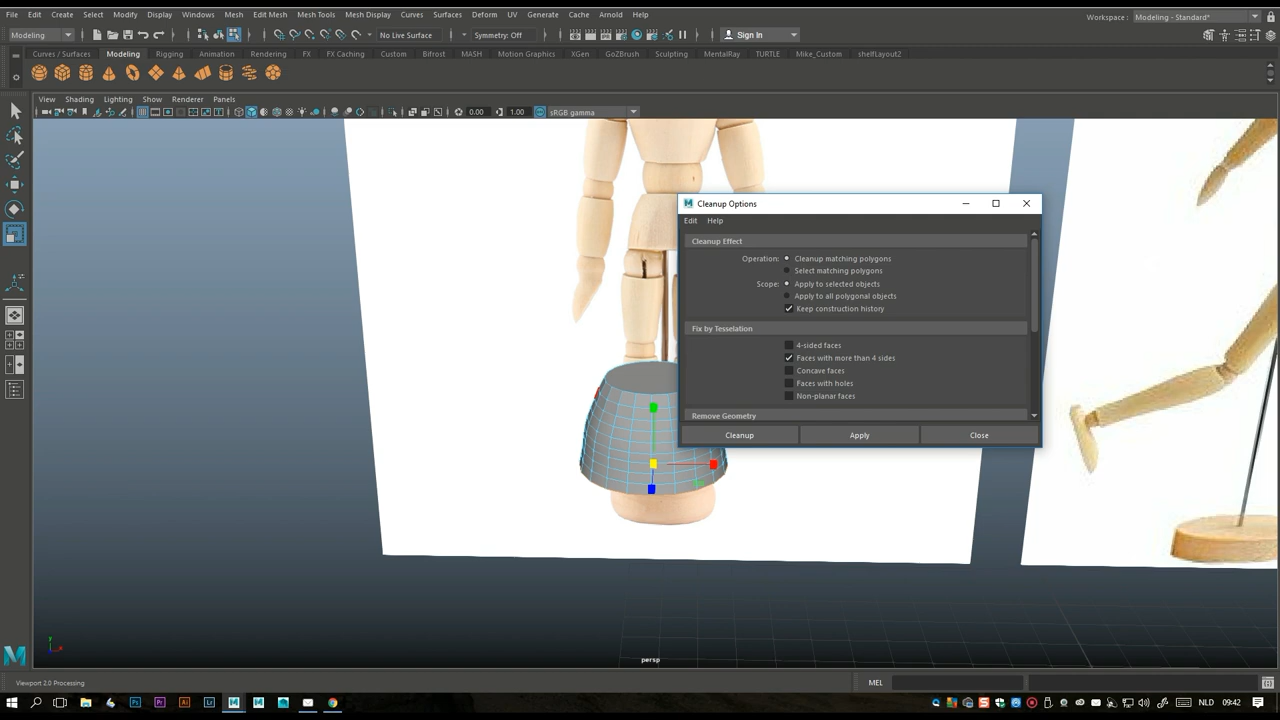 File Edit Create Select Modify Display Windows Mesh Edit Mesh Mesh Tools Mesh Display Curves Surfaces Deform UV Generate Cache Arnold Help
Workspace : Modeling - Standard*
Modeling No Live Surface Symmetry: Off Sign In
Curves / Surfaces Modeling Rigging Animation Rendering FX FX Caching Custom Bifrost MASH Motion Graphics XGen GoZBrush Sculpting MentalRay TURTLE Mike_Custom shelfLayout2
View Shading Lighting Show Renderer Panels
0.00 1.00 sRGB gamma
M Cleanup Options
Edit Help
Cleanup Effect
Operation: Cleanup matching polygons
Select matching polygons
Scope: Apply to selected objects
Apply to all polygonal objects
Keep construction history
Fix by Tesselation
4-sided faces
Faces with more than 4 sides
Concave faces
Faces with holes
Non-planar faces
Remove Geometry
Cleanup Apply Close
y
x
persp
Viewport 2.0 Processing
MEL
NLD 09:42